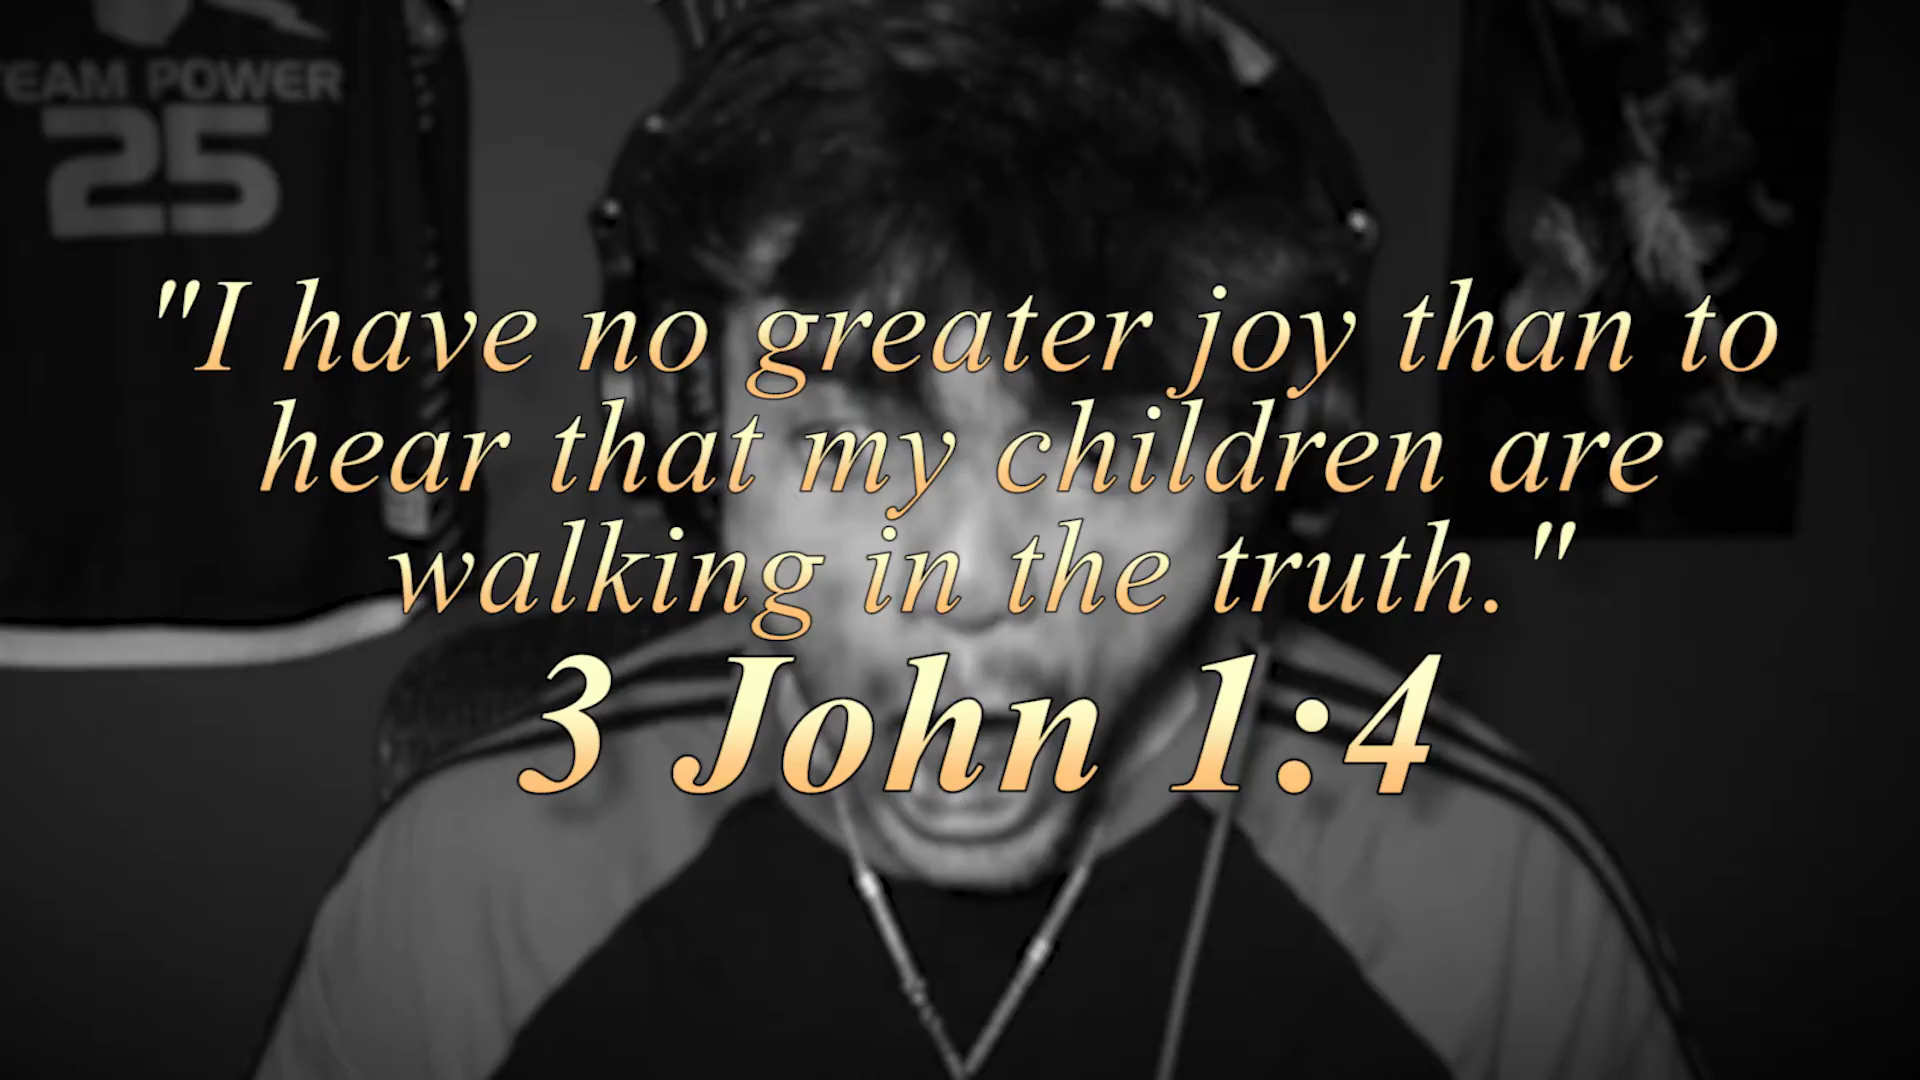 TEAM POWER
25
"I have no greater joy than to
hear that my children are
walking in the truth."
3 John 1:4